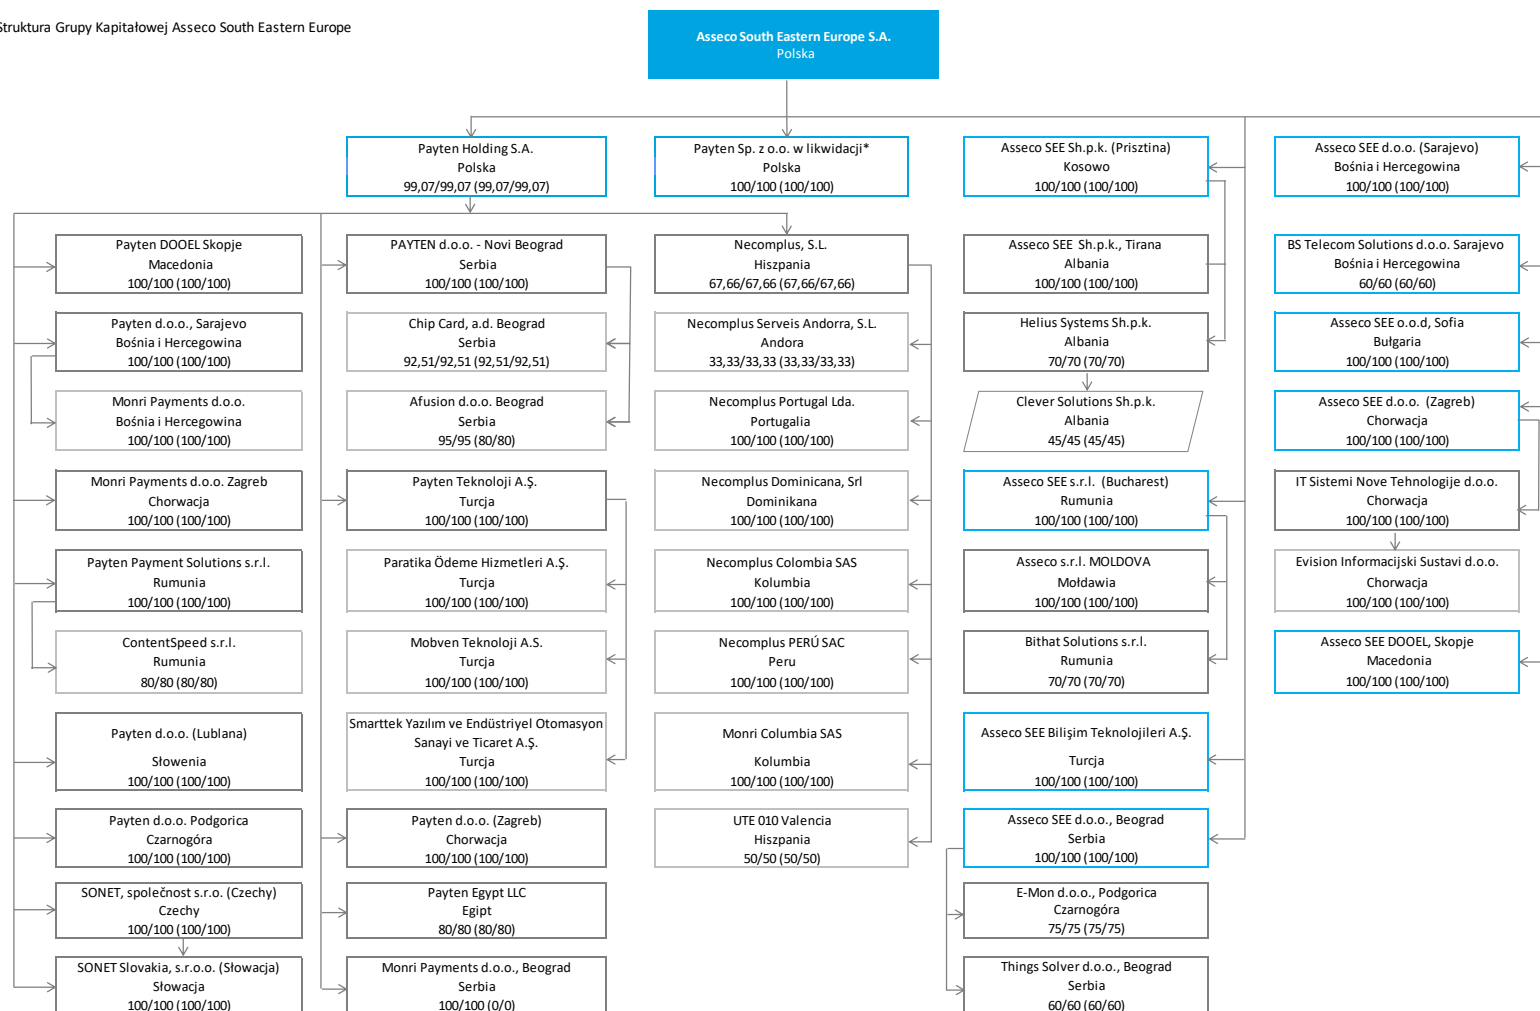 Struktura Grupy Kapitałowej Asseco South Eastern Europe
Asseco South Eastern Europe S.A.
Polska
Payten Holding S.A.
Polska
99,07/99,07 (99,07/99,07)
Payten Sp. z o.o. w likwidacji*
Polska
100/100 (100/100)
Asseco SEE Sh.p.k. (Prisztina)
Kosowo
100/100 (100/100)
Asseco SEE d.o.o. (Sarajevo)
Bośnia i Hercegowina
100/100 (100/100)
Payten DOOEL Skopje
Macedonia
100/100 (100/100)
PAYTEN d.o.o. - Novi Beograd
Serbia
100/100 (100/100)
Necomplus, S.L.
Hiszpania
67,66/67,66 (67,66/67,66)
Asseco SEE Sh.p.k., Tirana
Albania
100/100 (100/100)
BS Telecom Solutions d.o.o. Sarajevo
Bośnia i Hercegowina
60/60 (60/60)
Payten d.o.o., Sarajevo
Bośnia i Hercegowina
100/100 (100/100)
Chip Card, a.d. Beograd
Serbia
92,51/92,51 (92,51/92,51)
Necomplus Serveis Andorra, S.L.
Andora
33,33/33,33 (33,33/33,33)
Helius Systems Sh.p.k.
Albania
70/70 (70/70)
Asseco SEE o.o.d, Sofia
Bułgaria
100/100 (100/100)
Monri Payments d.o.o.
Bośnia i Hercegowina
100/100 (100/100)
Afusion d.o.o. Beograd
Serbia
95/95 (80/80)
Necomplus Portugal Lda.
Portugalia
100/100 (100/100)
Clever Solutions Sh.p.k.
Albania
45/45 (45/45)
Asseco SEE d.o.o. (Zagreb)
Chorwacja
100/100 (100/100)
Monri Payments d.o.o. Zagreb
Chorwacja
100/100 (100/100)
Payten Teknoloji A.Ş.
Turcja
100/100 (100/100)
Necomplus Dominicana, Srl
Dominikana
100/100 (100/100)
Asseco SEE s.r.l. (Bucharest)
Rumunia
100/100 (100/100)
IT Sistemi Nove Tehnologije d.o.o.
Chorwacja
100/100 (100/100)
Payten Payment Solutions s.r.l.
Rumunia
100/100 (100/100)
Paratika Ödeme Hizmetleri A.Ş.
Turcja
100/100 (100/100)
Necomplus Colombia SAS
Kolumbia
100/100 (100/100)
Asseco s.r.l. MOLDOVA
Mołdawia
100/100 (100/100)
Evision Informacijski Sustavi d.o.o.
Chorwacja
100/100 (100/100)
ContentSpeed s.r.l.
Rumunia
80/80 (80/80)
Mobven Teknoloji A.S.
Turcja
100/100 (100/100)
Necomplus PERÚ SAC
Peru
100/100 (100/100)
Bithat Solutions s.r.l.
Rumunia
70/70 (70/70)
Asseco SEE DOOEL, Skopje
Macedonia
100/100 (100/100)
Payten d.o.o. (Lublana)
Słowenia
100/100 (100/100)
Smarttek Yazılım ve Endüstriyel Otomasyon
Sanayi ve Ticaret A.Ş.
Turcja
100/100 (100/100)
Monri Columbia SAS
Kolumbia
100/100 (100/100)
Asseco SEE Bilişim Teknolojileri A.Ş.
Turcja
100/100 (100/100)
Payten d.o.o. Podgorica
Czarnogóra
100/100 (100/100)
Payten d.o.o. (Zagreb)
Chorwacja
100/100 (100/100)
UTE 010 Valencia
Hiszpania
50/50 (50/50)
Asseco SEE d.o.o., Beograd
Serbia
100/100 (100/100)
SONET, společnost s.r.o. (Czechy)
Czechy
100/100 (100/100)
Payten Egypt LLC
Egipt
80/80 (80/80)
E-Mon d.o.o., Podgorica
Czarnogóra
75/75 (75/75)
SONET Slovakia, s.r.o.o. (Słowacja)
Słowacja
100/100 (100/100)
Monri Payments d.o.o., Beograd
Serbia
100/100 (0/0)
Things Solver d.o.o., Beograd
Serbia
60/60 (60/60)